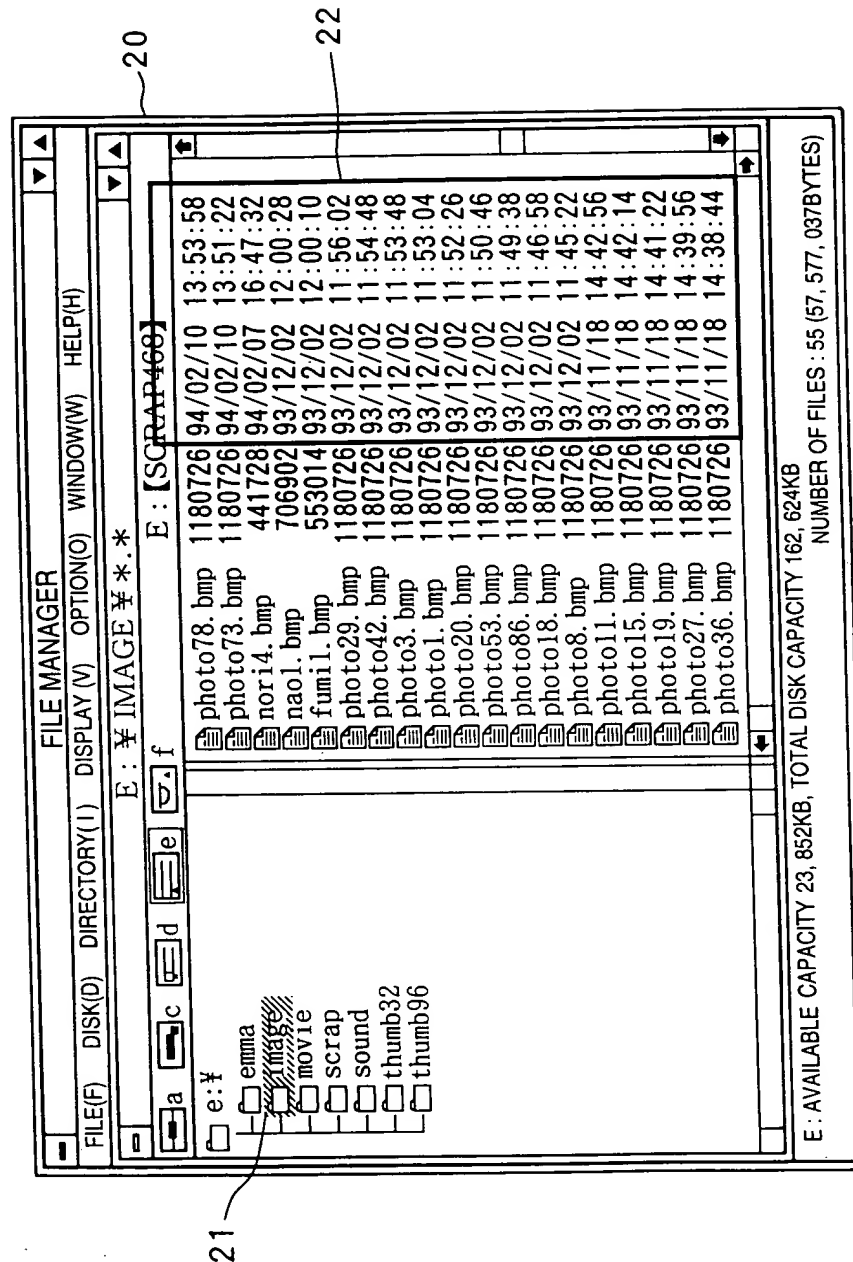 FILE MANAGER
FILE(F) DISK(D) DIRECTORY(I) DISPLAY (V) OPTION(O) WINDOW(W) HELP(H)
E : ¥ IMAGE ¥ *.*
a c d e f E : 【SCRAP468】
e:¥
emma
image
movie
scrap
sound
thumb32
thumb96
photo78. bmp 1180726 94/02/10 13:53:58
photo73. bmp 1180726 94/02/10 13:51:22
nori4. bmp 441728 94/02/07 16:47:32
nao1. bmp 706902 93/12/02 12:00:28
fumi1. bmp 553014 93/12/02 12:00:10
photo29. bmp 1180726 93/12/02 11:56:02
photo42. bmp 1180726 93/12/02 11:54:48
photo3. bmp 1180726 93/12/02 11:53:48
photo1. bmp 1180726 93/12/02 11:53:04
photo20. bmp 1180726 93/12/02 11:52:26
photo53. bmp 1180726 93/12/02 11:50:46
photo86. bmp 1180726 93/12/02 11:49:38
photo18. bmp 1180726 93/12/02 11:46:58
photo8. bmp 1180726 93/12/02 11:45:22
photo11. bmp 1180726 93/11/18 14:42:56
photo15. bmp 1180726 93/11/18 14:42:14
photo19. bmp 1180726 93/11/18 14:41:22
photo27. bmp 1180726 93/11/18 14:39:56
photo36. bmp 1180726 93/11/18 14:38:44
E : AVAILABLE CAPACITY 23, 852KB, TOTAL DISK CAPACITY 162, 624KB
NUMBER OF FILES : 55 (57, 577, 037BYTES)
20
21
22